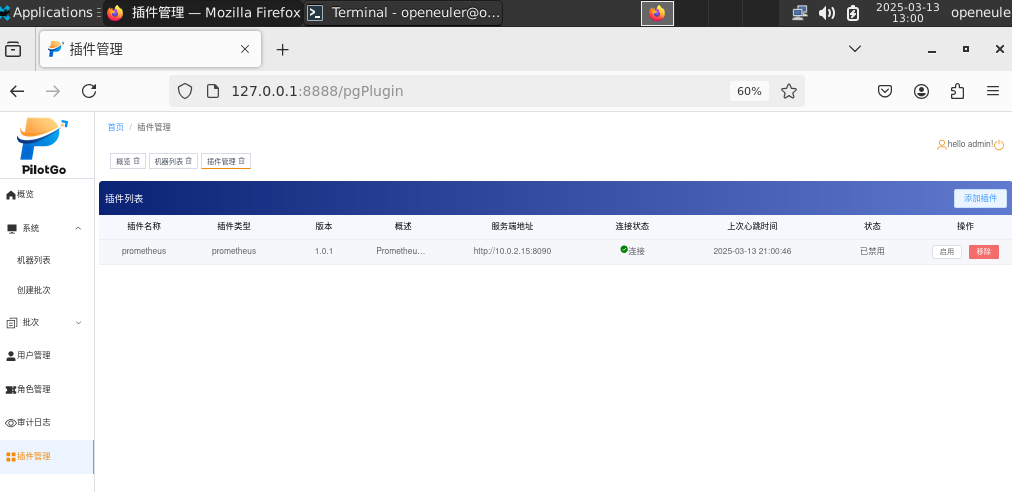 Applications 插件管理 — Mozilla Firefox Terminal - openeuler@o... 2025-03-13 openeule
13:00
插件管理
127.0.0.1:8888/pgPlugin 60%
PilotGo
首页 / 插件管理
hello admin!
概览 机器列表 插件管理
概览
系统
机器列表
创建批次
批次
用户管理
角色管理
审计日志
插件管理
插件列表 添加插件
插件名称 插件类型 版本 概述 服务端地址 连接状态 上次心跳时间 状态 操作
prometheus prometheus 1.0.1 Prometheu... http://10.0.2.15:8090 连接 2025-03-13 21:00:46 已禁用 启用 移除